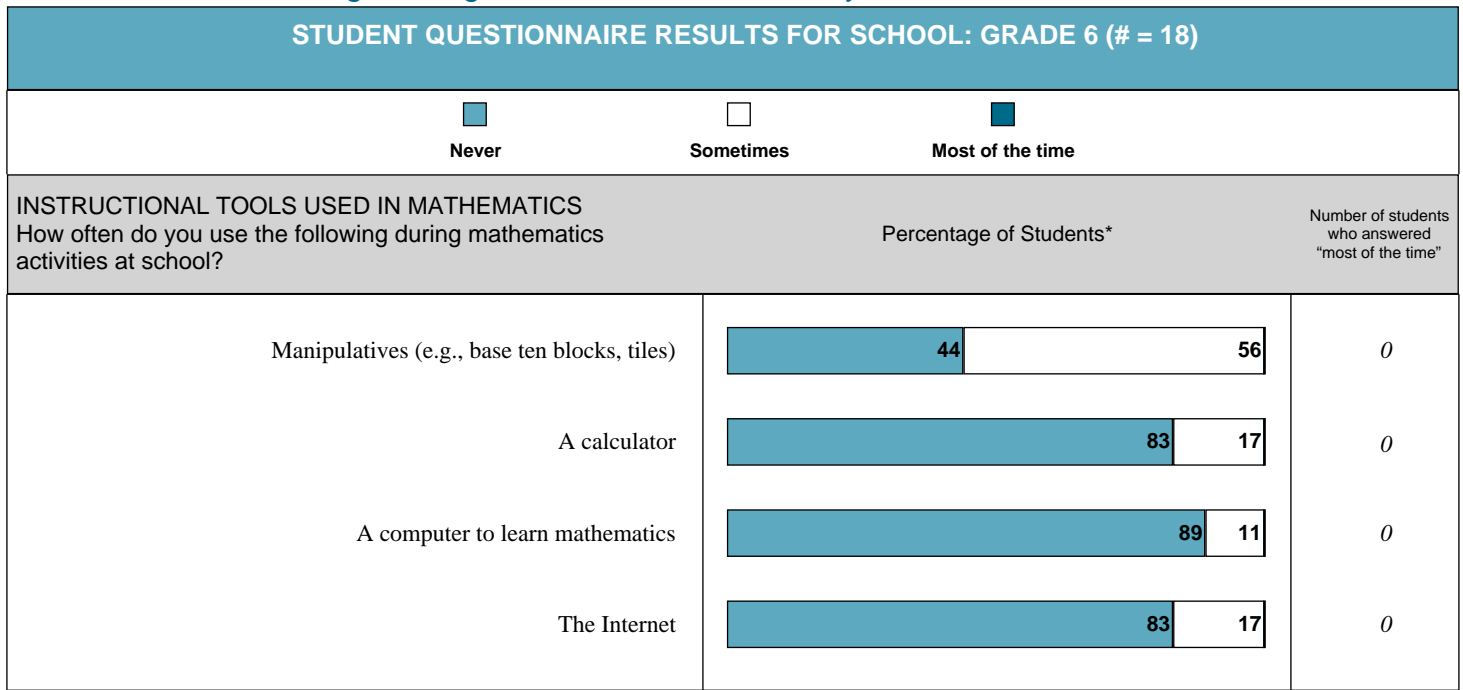 STUDENT QUESTIONNAIRE RESULTS FOR SCHOOL: GRADE 6 (# = 18)
Never Sometimes Most of the time
INSTRUCTIONAL TOOLS USED IN MATHEMATICS
How often do you use the following during mathematics
activities at school?
Percentage of Students*
Number of students
who answered
“most of the time”
Manipulatives (e.g., base ten blocks, tiles) 44 56 0
A calculator 83 17 0
A computer to learn mathematics 89 11 0
The Internet 83 17 0